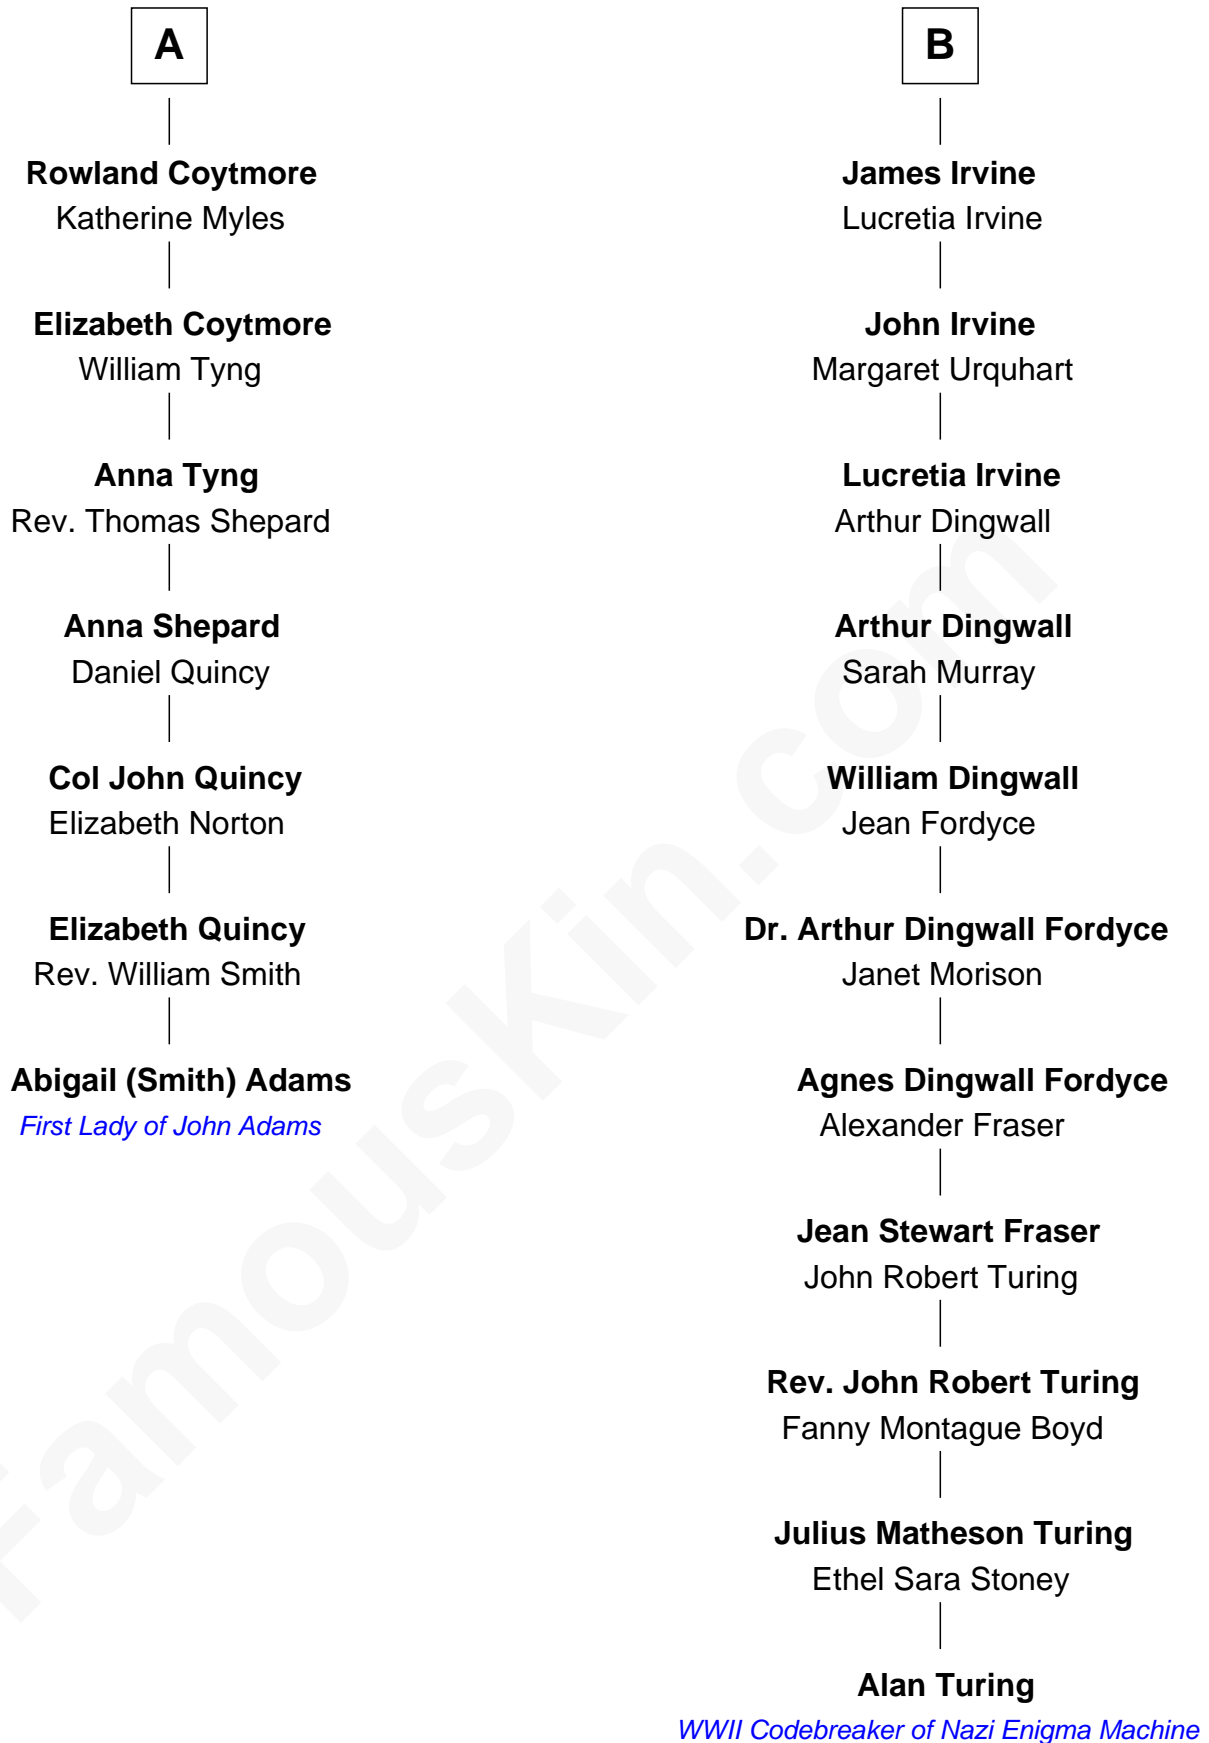 A
Rowland Coytmore
Katherine Myles
Elizabeth Coytmore
William Tyng
Anna Tyng
Rev. Thomas Shepard
Anna Shepard
Daniel Quincy
Col John Quincy
Elizabeth Norton
Elizabeth Quincy
Rev. William Smith
Abigail (Smith) Adams
First Lady of John Adams
B
James Irvine
Lucretia Irvine
John Irvine
Margaret Urquhart
Lucretia Irvine
Arthur Dingwall
Arthur Dingwall
Sarah Murray
William Dingwall
Jean Fordyce
Dr. Arthur Dingwall Fordyce
Janet Morison
Agnes Dingwall Fordyce
Alexander Fraser
Jean Stewart Fraser
John Robert Turing
Rev. John Robert Turing
Fanny Montague Boyd
Julius Matheson Turing
Ethel Sara Stoney
Alan Turing
WWII Codebreaker of Nazi Enigma Machine
FamousKin.com